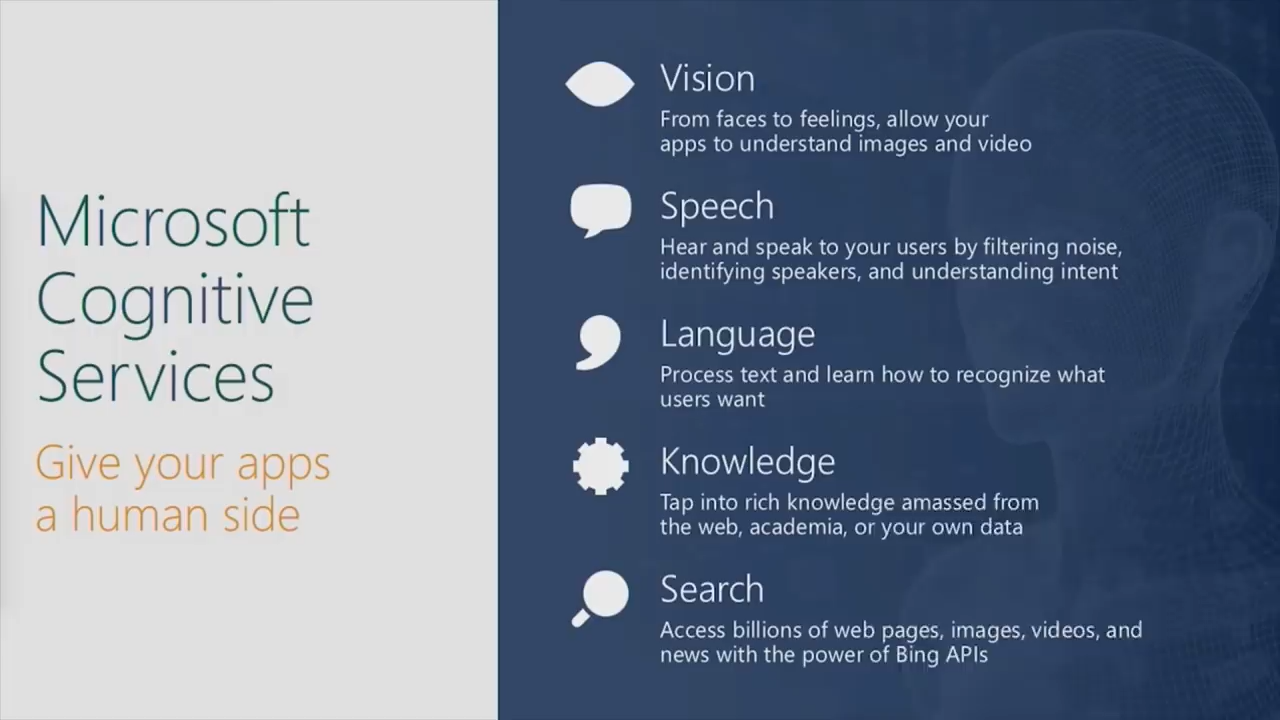 Microsoft
Cognitive
Services
Give your apps
a human side
Vision
From faces to feelings, allow your
apps to understand images and video
Speech
Hear and speak to your users by filtering noise,
identifying speakers, and understanding intent
Language
Process text and learn how to recognize what
users want
Knowledge
Tap into rich knowledge amassed from
the web, academia, or your own data
Search
Access billions of web pages, images, videos, and
news with the power of Bing APIs